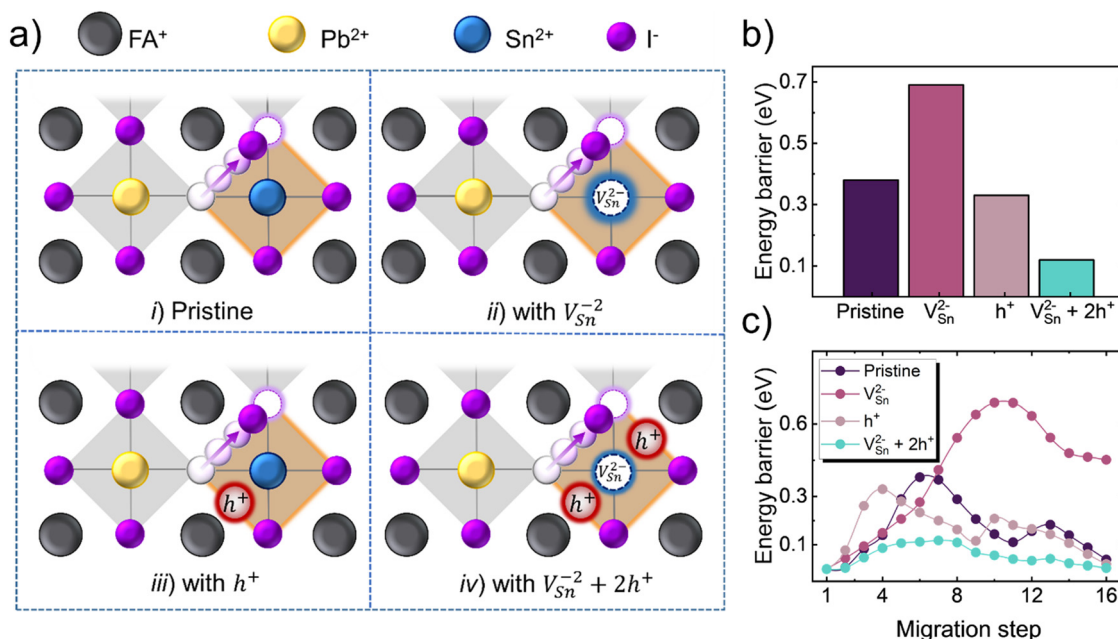 a)
FA⁺ Pb²⁺ Sn²⁺ I⁻
i) Pristine
V_Sn^2-
ii) with V_Sn^-2
h⁺
iii) with h⁺
h⁺
V_Sn^2-
h⁺
iv) with V_Sn^-2 + 2h⁺
b)
Energy barrier (eV)
0.7
0.5
0.3
0.1
Pristine V_Sn^2- h⁺ V_Sn^2- + 2h⁺
c)
Energy barrier (eV)
0.6
0.3
0.1
Pristine
V_Sn^2-
h⁺
V_Sn^2- + 2h⁺
1 4 8 12 16
Migration step